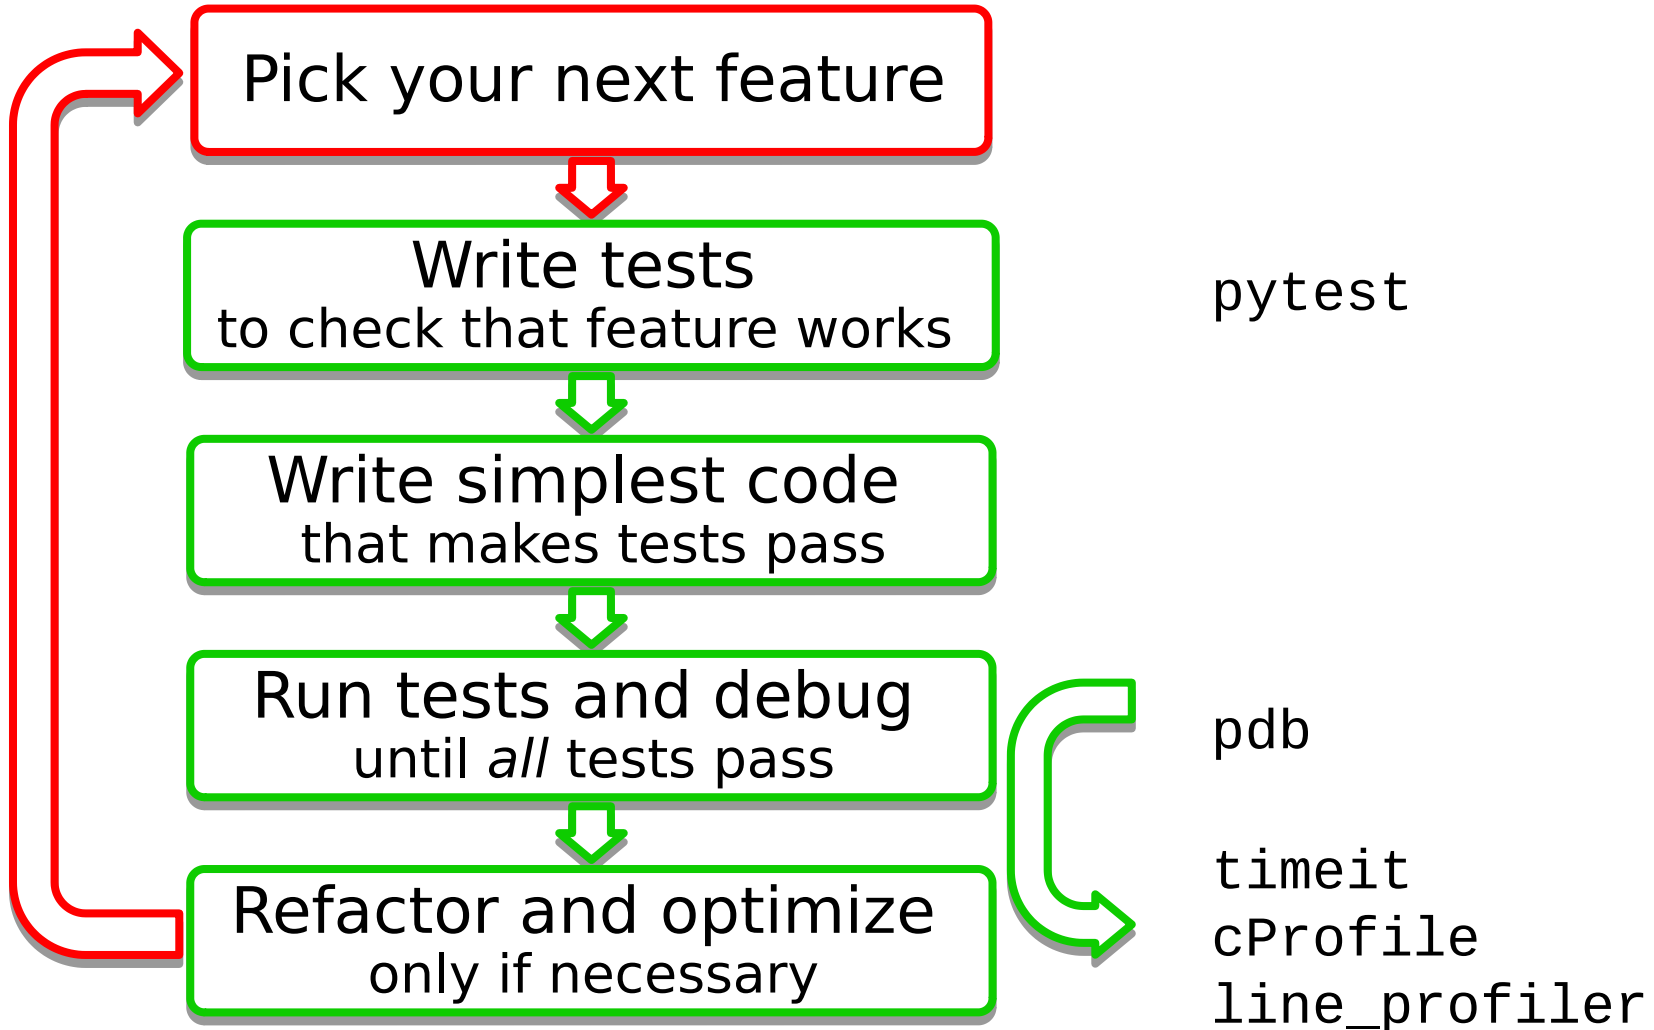 Pick your next feature
Write tests
to check that feature works
pytest
Write simplest code
that makes tests pass
Run tests and debug
until all tests pass
pdb
Refactor and optimize
only if necessary
timeit
cProfile
line_profiler